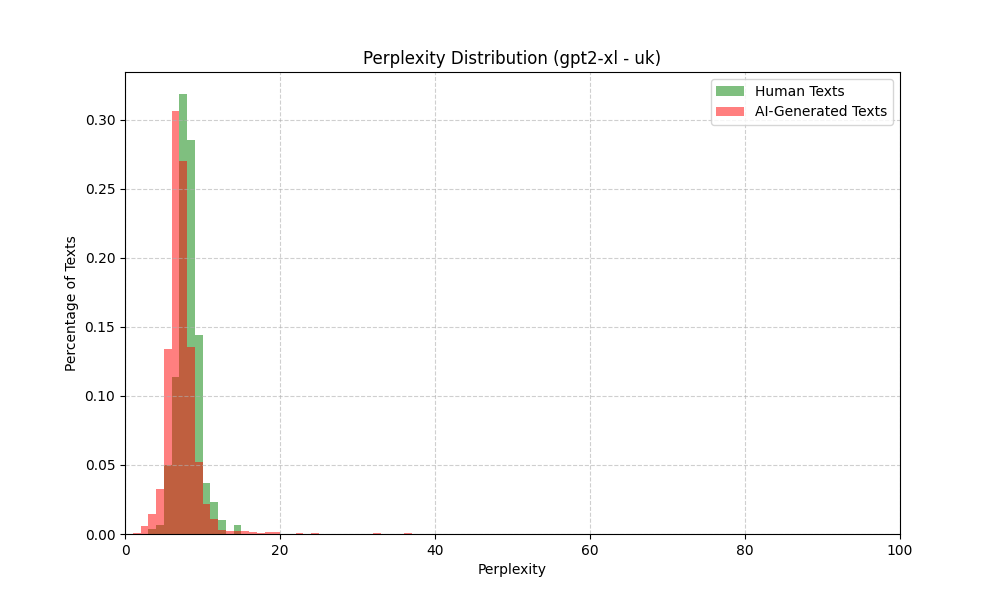 Perplexity Distribution (gpt2-xl - uk)
Human Texts
AI-Generated Texts
Percentage of Texts
0.30
0.25
0.20
0.15
0.10
0.05
0.00
0 20 40 60 80 100
Perplexity